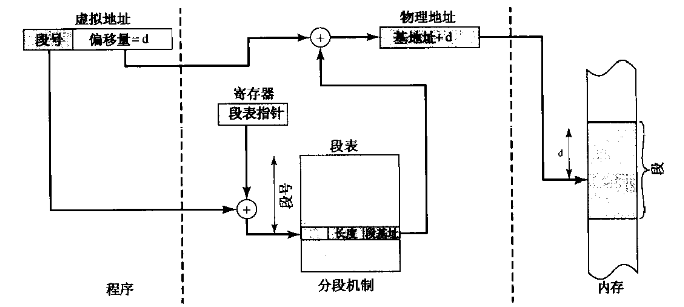 虚拟地址
段号 偏移量=d
物理地址
基地址+d
寄存器
段表指针
段表
段号
长度 段基址
d
段
程序
分段机制
内存